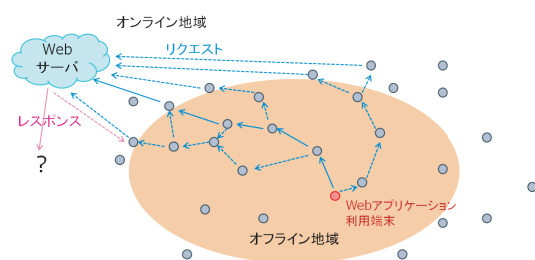 オンライン地域
Web
サーバ
リクエスト
レスポンス
?
Webアプリケーション
利用端末
オフライン地域